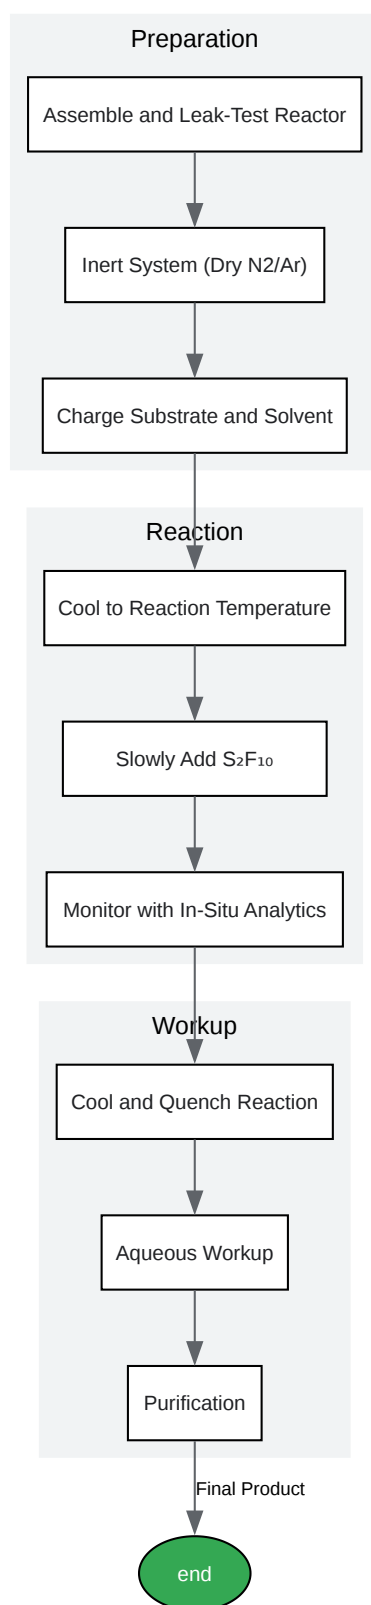 Preparation
Assemble and Leak-Test Reactor
Inert System (Dry N2/Ar)
Charge Substrate and Solvent
Reaction
Cool to Reaction Temperature
Slowly Add S₂F₁₀
Monitor with In-Situ Analytics
Workup
Cool and Quench Reaction
Aqueous Workup
Purification
Final Product
end